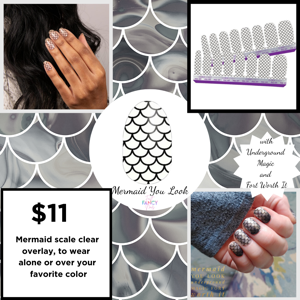 with
Underground
Magic
and
Fort Worth It
Mermaid You Look
FANCY
$11
Mermaid scale clear
overlay, to wear
alone or over your
favorite color
mermaid